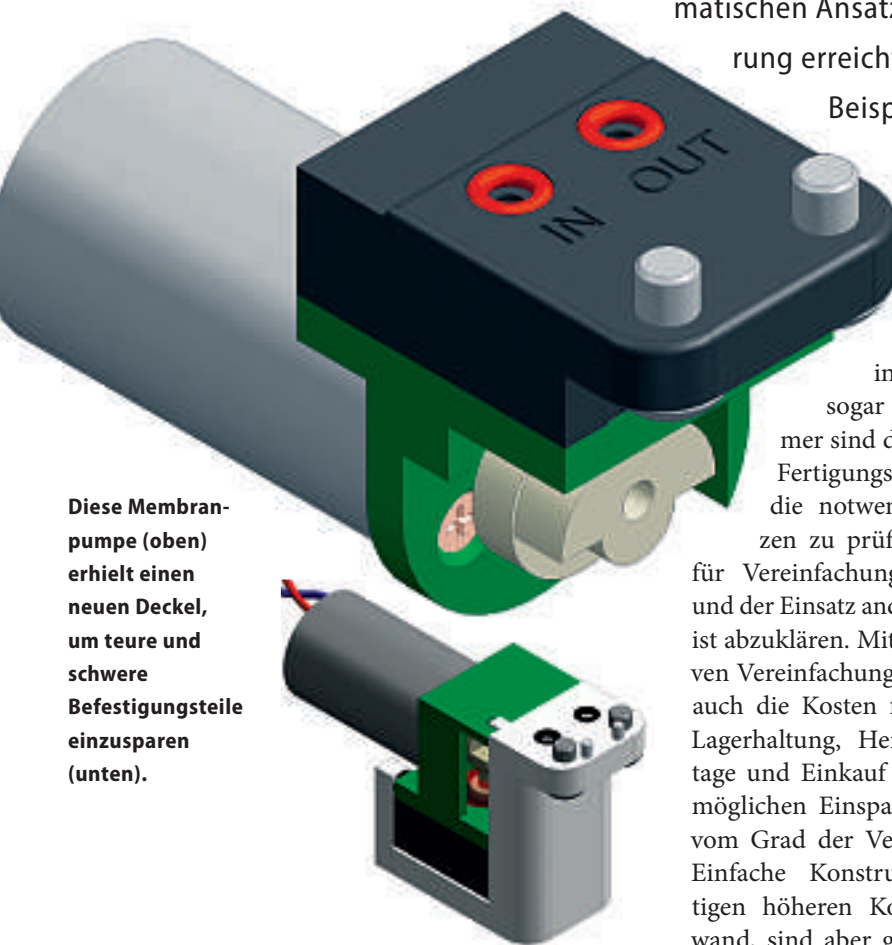 matischen Ansatz
rung erreich
Beisp
IN OUT
Diese Membran-
pumpe (oben)
erhielt einen
neuen Deckel,
um teure und
schwere
Befestigungsteile
einzusparen
(unten).
in
sogar
mer sind d
Fertigungs
die notwen
zen zu prüf
für Vereinfachung
und der Einsatz and
ist abzuklären. Mit
ven Vereinfachung
auch die Kosten
Lagerhaltung, Her
tage und Einkauf
möglichen Einspa
vom Grad der Ve
Einfache Konstru
tigen höheren Ko
wand, sind aber g